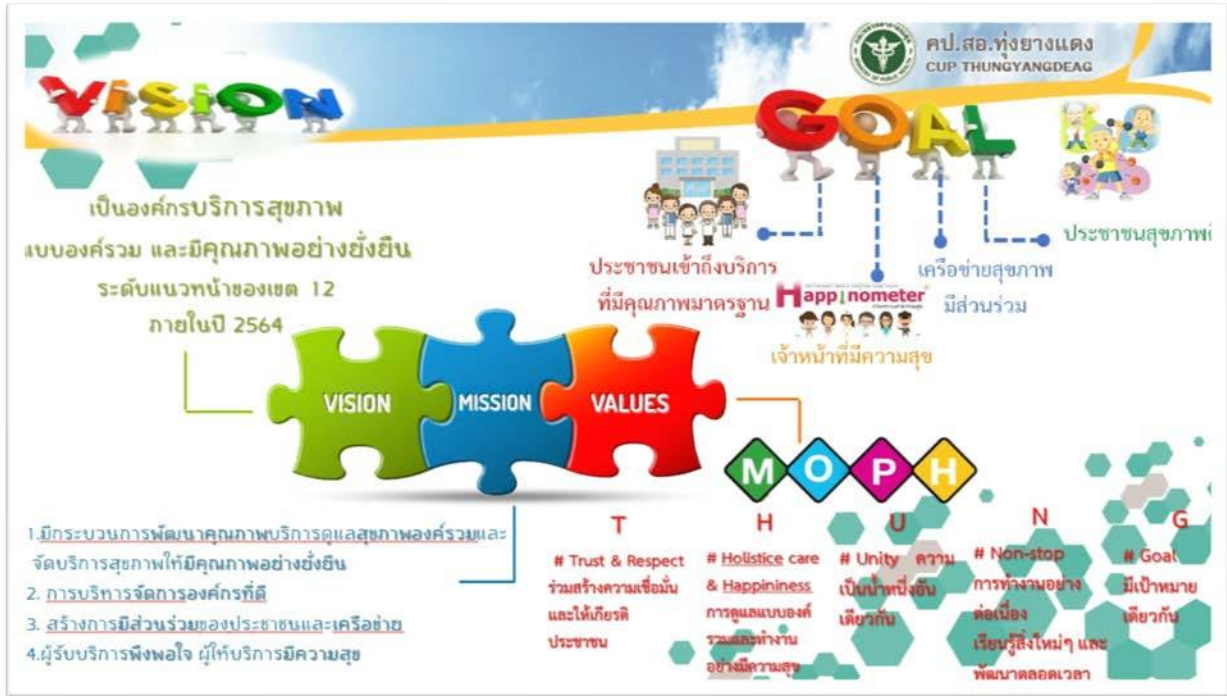 VISION
คป.สอ.ทุ่งยางแดง
CUP THUNGYANGDEAG
GOAL
เป็นองค์กรบริการสุขภาพ
แบบองค์รวม และมีคุณภาพอย่างยั่งยืน
ระดับแนวหน้าของเขต 12
ภายในปี 2564
ประชาชนเข้าถึงบริการ
ที่มีคุณภาพมาตรฐาน
Happinometer
เจ้าหน้าที่มีความสุข
เครือข่ายสุขภาพ
มีส่วนร่วม
ประชาชนสุขภาพ
VISION
MISSION
VALUES
MOPH
1.มีกระบวนการพัฒนาคุณภาพบริการดูแลสุขภาพองค์รวมและ
จัดบริการสุขภาพให้มีคุณภาพอย่างยั่งยืน
2. การบริหารจัดการองค์กรที่ดี
3. สร้างการมีส่วนร่วมของประชาชนและเครือข่าย
4.ผู้รับบริการพึงพอใจ ผู้ให้บริการมีความสุข
T
# Trust & Respect
ร่วมสร้างความเชื่อมั่น
และให้เกียรติ
ประชาชน
H
# Holistice care
& Happininess
การดูแลแบบองค์
รวมและทำงาน
อย่างมีความสุข
U
# Unity ความ
เป็นน้ำหนึ่งอัน
เดียวกัน
N
# Non-stop
การทำงานอย่าง
ต่อเนื่อง
เรียนรู้สิ่งใหม่ๆ และ
พัฒนาตลอดเวลา
G
# Goal
มีเป้าหมาย
เดียวกัน